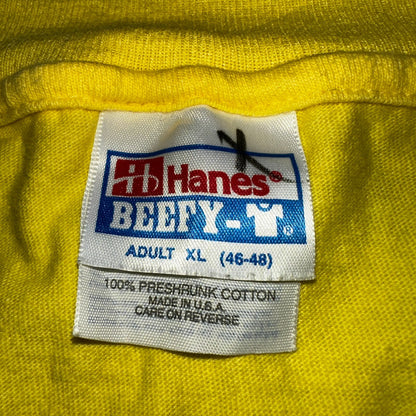 Hanes®
BEEFY-T®
ADULT XL (46-48)
100% PRESHRUNK COTTON
MADE IN U.S.A.
CARE ON REVERSE